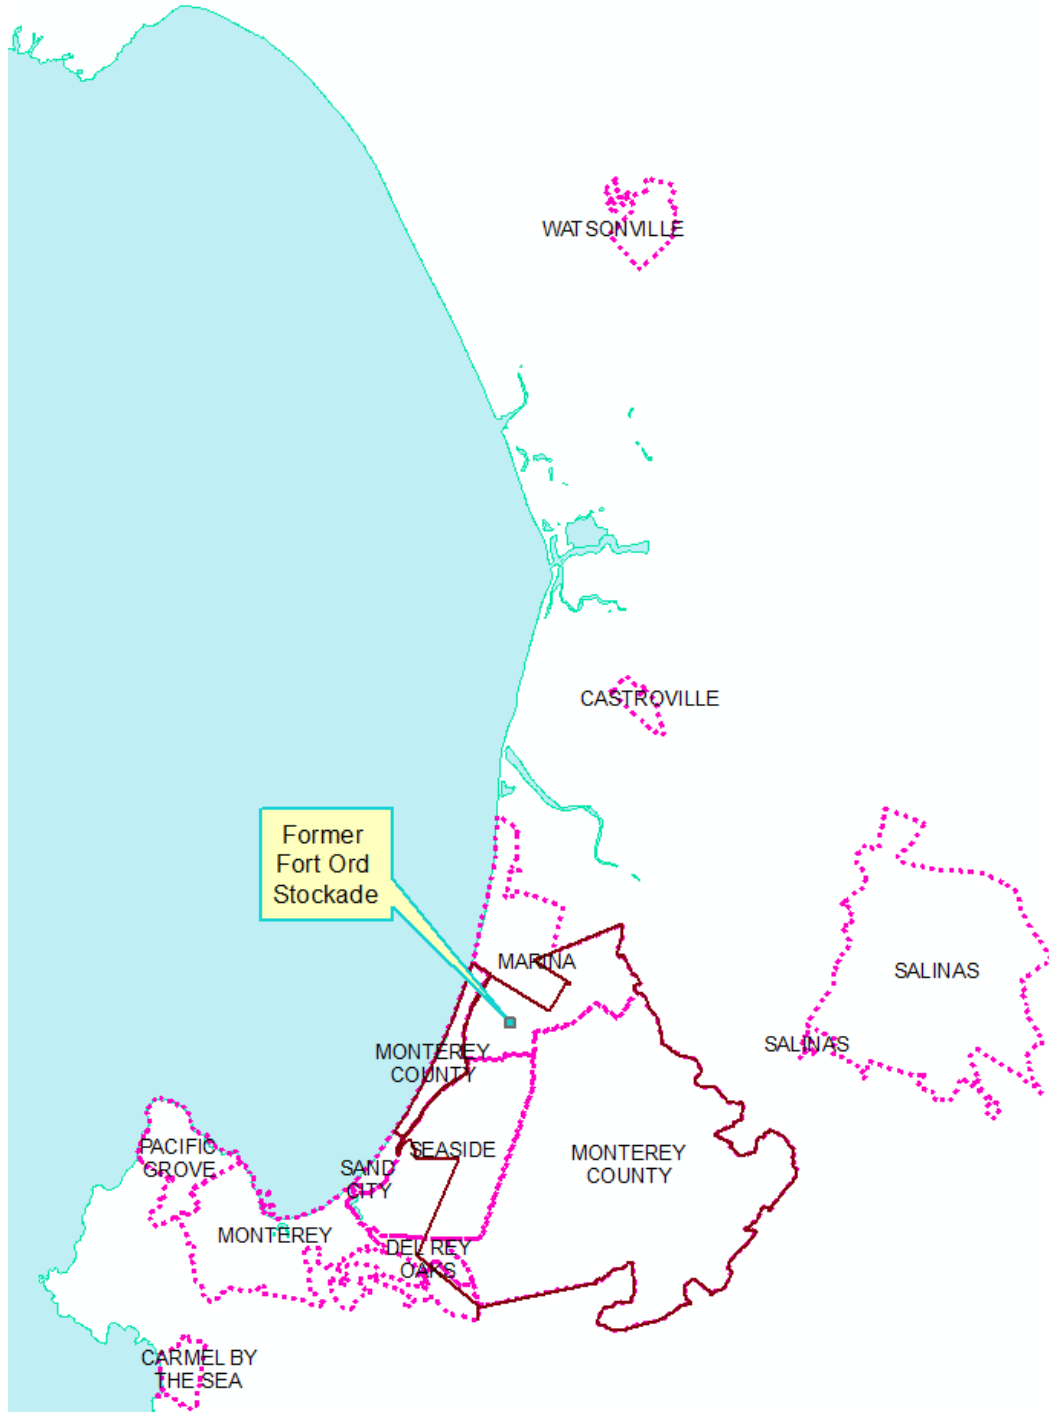 WATSONVILLE
CASTROVILLE
Former
Fort Ord
Stockade
MARINA
SALINAS
SALINAS
MONTEREY
COUNTY
PACIFIC
GROVE
SEASIDE
MONTEREY
COUNTY
SAND
CITY
MONTEREY
DEL REY
OAKS
CARMEL BY
THE SEA